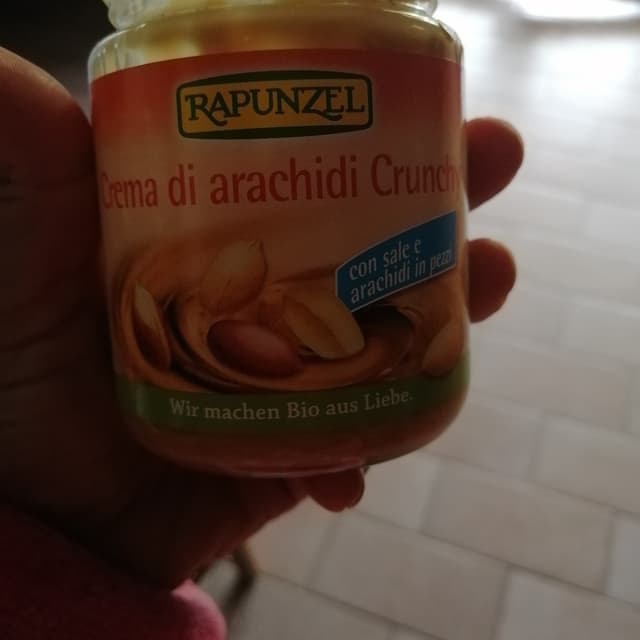 RAPUNZEL
Crema di arachidi Crunchy
con sale e
arachidi in pezzi
Wir machen Bio aus Liebe.